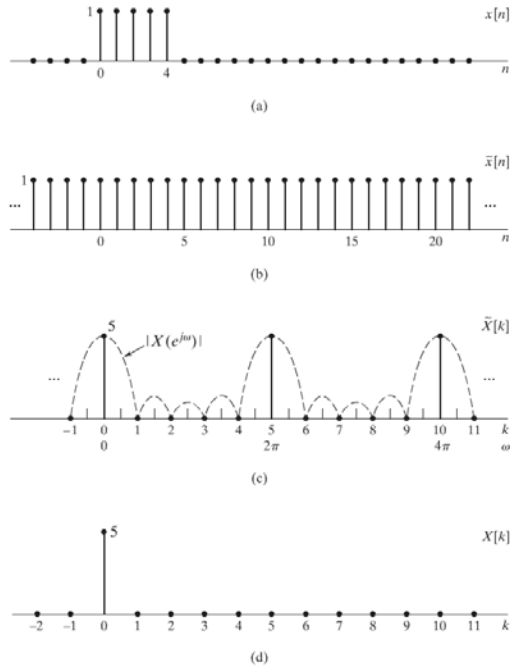 1 x[n]
0 4 n
(a)
1 x̃[n]
... ...
0 5 10 15 20 n
(b)
5 |X(e^{jω})| X̃[k]
... ...
–1 0 1 2 3 4 5 6 7 8 9 10 11 k
0 2π 4π ω
(c)
5 X[k]
–2 –1 0 1 2 3 4 5 6 7 8 9 10 11 k
(d)